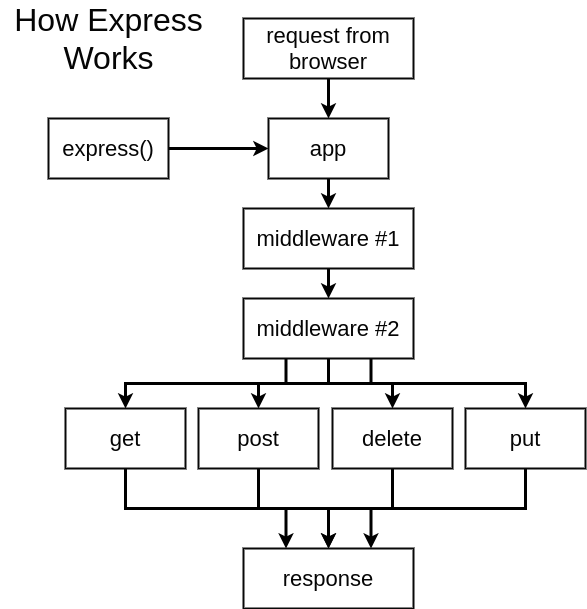 How Express
Works
request from
browser
express()
app
middleware #1
middleware #2
get
post
delete
put
response